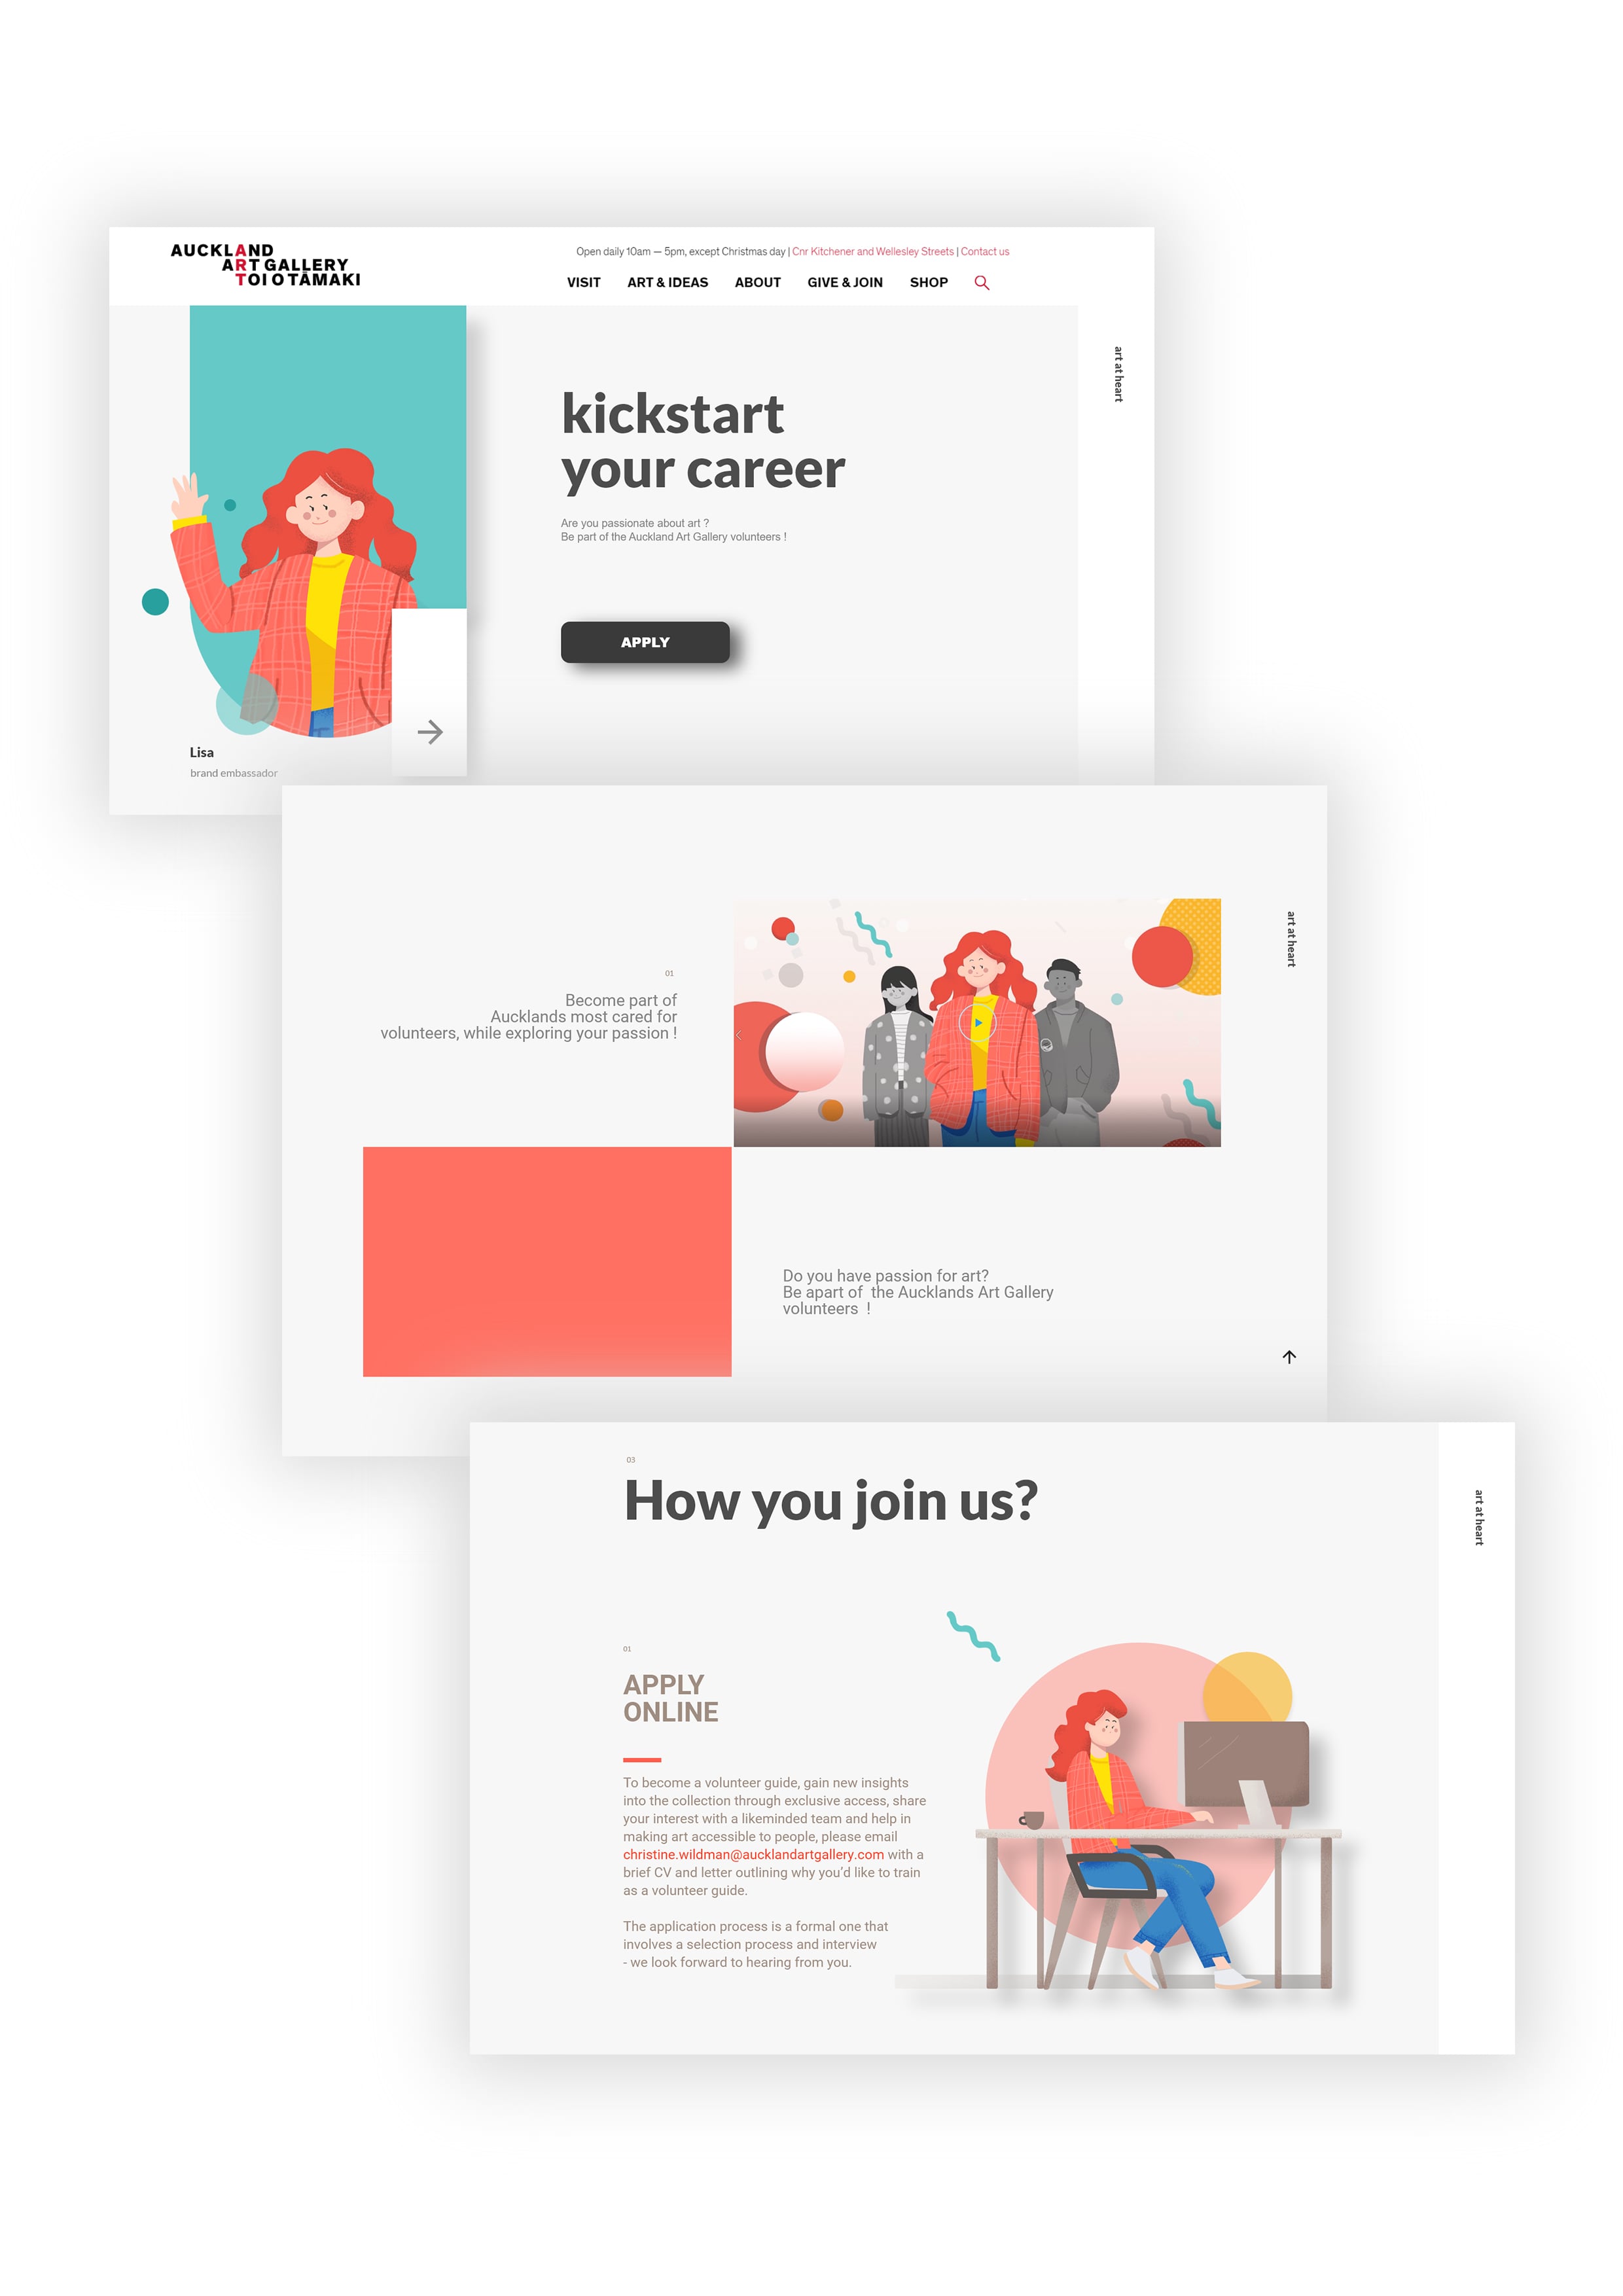 AUCKLAND
ART GALLERY
TOI O TĀMAKI
Open daily 10am — 5pm, except Christmas day | Cnr Kitchener and Wellesley Streets | Contact us
VISIT ART & IDEAS ABOUT GIVE & JOIN SHOP
art at heart
kickstart
your career
Are you passionate about art ?
Be part of the Auckland Art Gallery volunteers !
APPLY
Lisa
brand embassador
art at heart
01
Become part of
Aucklands most cared for
volunteers, while exploring your passion !
Do you have passion for art?
Be apart of the Aucklands Art Gallery
volunteers !
03
How you join us?
art at heart
01
APPLY
ONLINE
To become a volunteer guide, gain new insights
into the collection through exclusive access, share
your interest with a likeminded team and help in
making art accessible to people, please email
christine.wildman@aucklandartgallery.com with a
brief CV and letter outlining why you'd like to train
as a volunteer guide.
The application process is a formal one that
involves a selection process and interview
- we look forward to hearing from you.